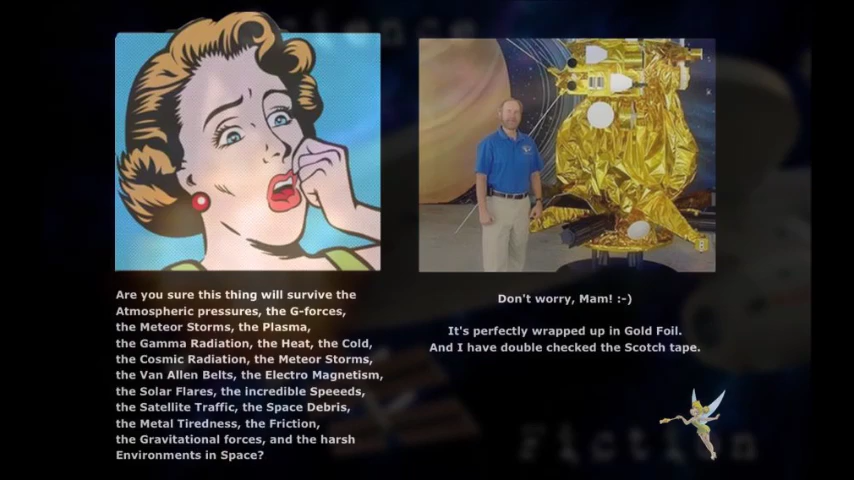 Science
Are you sure this thing will survive the
Atmospheric pressures, the G-forces,
the Meteor Storms, the Plasma,
the Gamma Radiation, the Heat, the Cold,
the Cosmic Radiation, the Meteor Storms,
the Van Allen Belts, the Electro Magnetism,
the Solar Flares, the incredible Speeeds,
the Satellite Traffic, the Space Debris,
the Metal Tiredness, the Friction,
the Gravitational forces, and the harsh
Environments in Space?
Don't worry, Mam! :-)
It's perfectly wrapped up in Gold Foil.
And I have double checked the Scotch tape.
Fiction